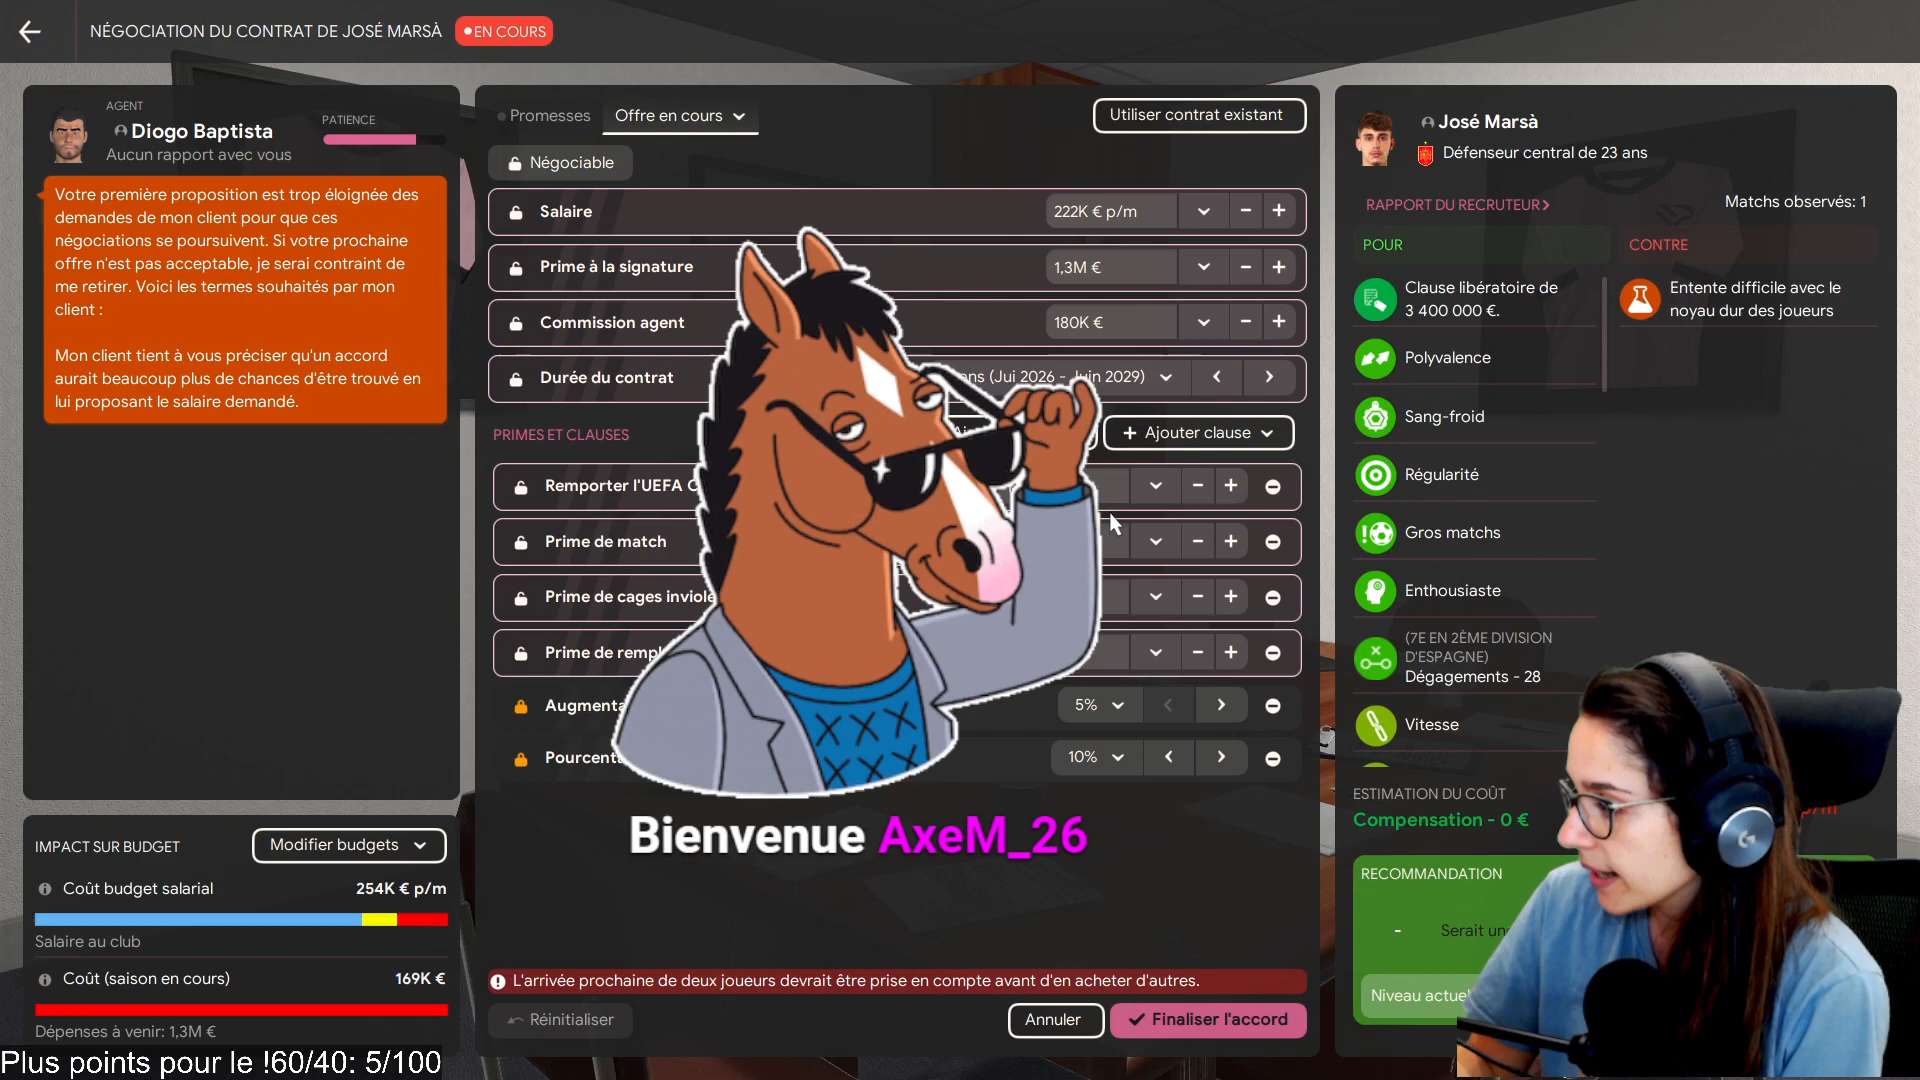 NÉGOCIATION DU CONTRAT DE JOSÉ MARSÀ
EN COURS
AGENT
Diogo Baptista
Aucun rapport avec vous
PATIENCE
Votre première proposition est trop éloignée des
demandes de mon client pour que ces
négociations se poursuivent. Si votre prochaine
offre n'est pas acceptable, je serai contraint de
me retirer. Voici les termes souhaités par mon
client :
Mon client tient à vous préciser qu'un accord
aurait beaucoup plus de chances d'être trouvé en
lui proposant le salaire demandé.
IMPACT SUR BUDGET
Modifier budgets
Coût budget salarial
254K € p/m
Salaire au club
Coût (saison en cours)
169K €
Dépenses à venir: 1,3M €
Plus points pour le !60/40: 5/100
Promesses
Offre en cours
Utiliser contrat existant
Négociable
Salaire
222K € p/m
Prime à la signature
1,3M €
Commission agent
180K €
Durée du contrat
ans (Jui 2026 - Juin 2029)
PRIMES ET CLAUSES
+ Ajouter clause
Remporter l'UEFA
Prime de match
Prime de cages inviol
Prime de rempl
Augmenta
5%
Pourcent
10%
Bienvenue AxeM_26
L'arrivée prochaine de deux joueurs devrait être prise en compte avant d'en acheter d'autres.
Réinitialiser
Annuler
Finaliser l'accord
José Marsà
Défenseur central de 23 ans
RAPPORT DU RECRUTEUR
Matchs observés: 1
POUR
CONTRE
Clause libératoire de
3 400 000 €.
Entente difficile avec le
noyau dur des joueurs
Polyvalence
Sang-froid
Régularité
Gros matchs
Enthousiaste
(7E EN 2ÈME DIVISION
D'ESPAGNE)
Dégagements - 28
Vitesse
ESTIMATION DU COÛT
Compensation - 0 €
p/m
RECOMMANDATION
- Serait un
Niveau actuel